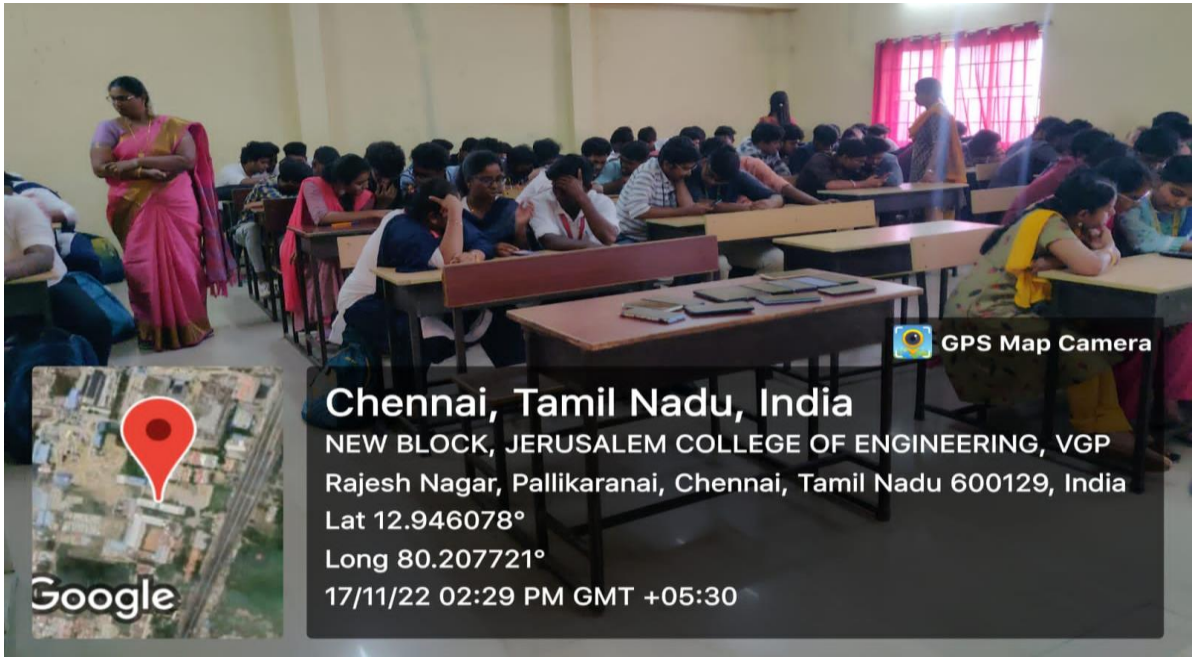 GPS Map Camera
Chennai, Tamil Nadu, India
NEW BLOCK, JERUSALEM COLLEGE OF ENGINEERING, VGP
Rajesh Nagar, Pallikaranai, Chennai, Tamil Nadu 600129, India
Lat 12.946078°
Long 80.207721°
17/11/22 02:29 PM GMT +05:30
Google